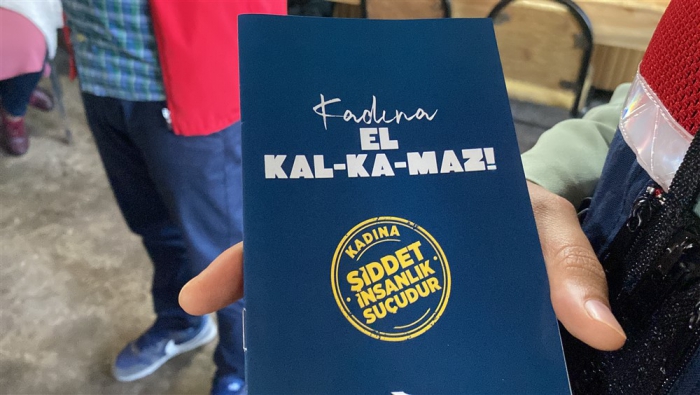 Kadına
EL
KAL-KA-MAZ!
KADINA
ŞİDDET
İNSANLIK
SUÇUDUR